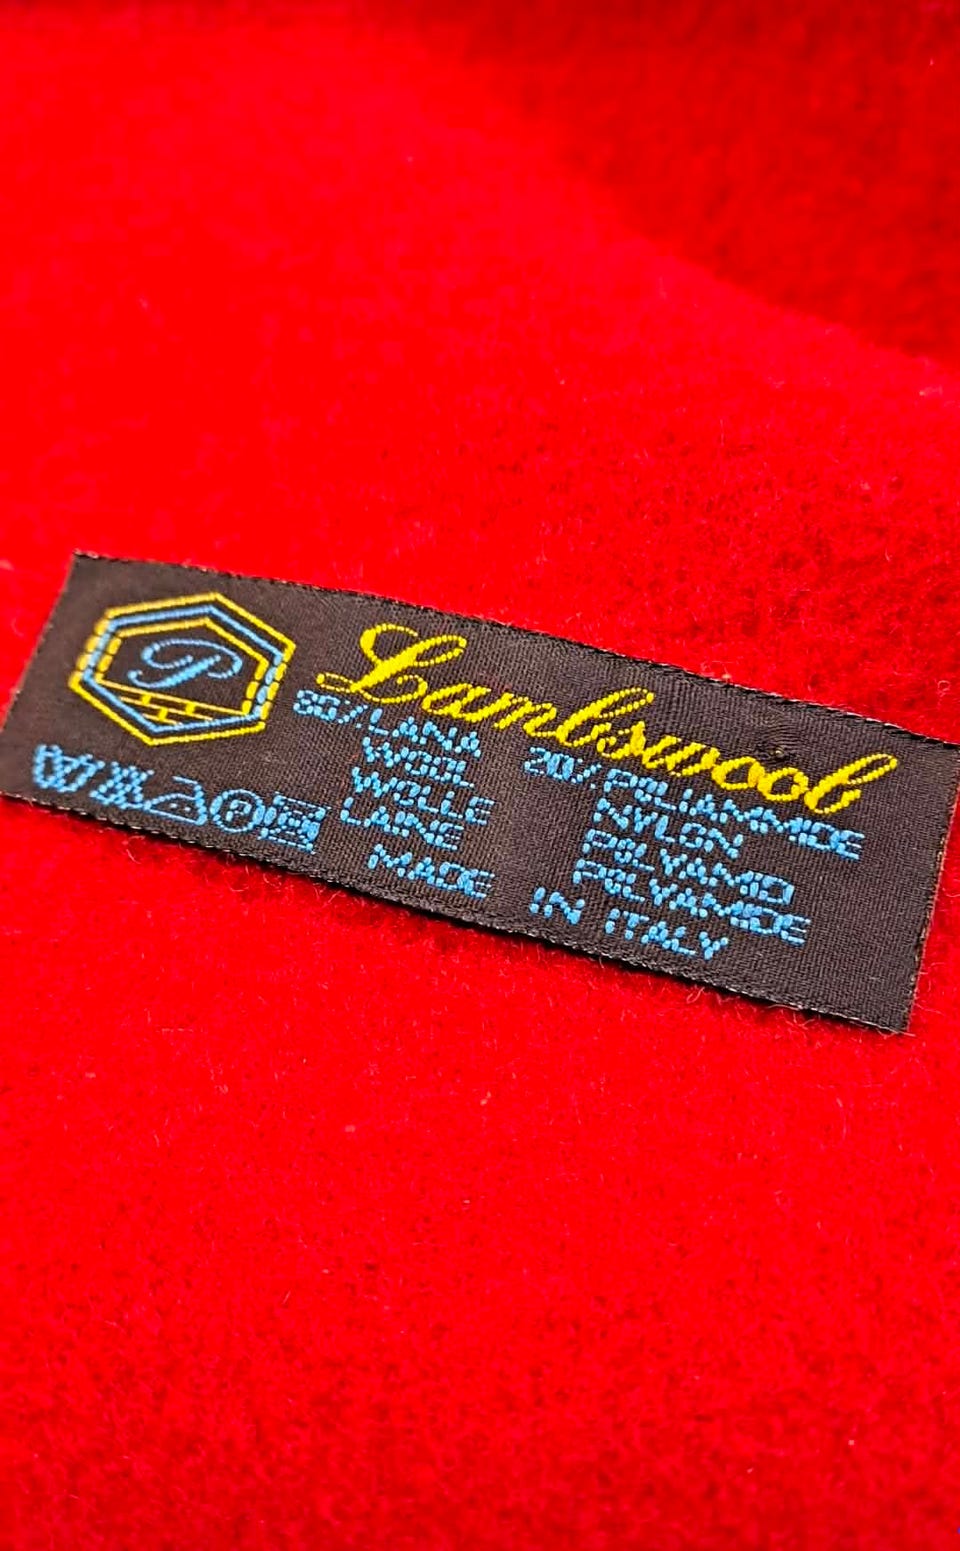 P
Lambswool
80%LANA 20%POLIAMMIDE
WOOL NYLON
WOLLE POLYAMID
LAINE POLYAMIDE
MADE IN ITALY
P